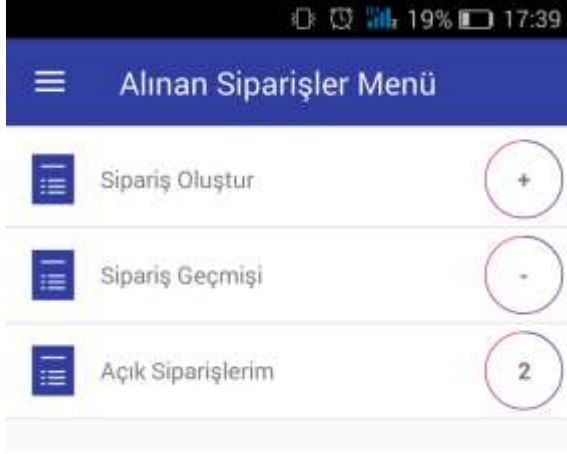 19% 17:39
Alınan Siparişler Menü
Sipariş Oluştur +
Sipariş Geçmişi -
Açık Siparişlerim 2